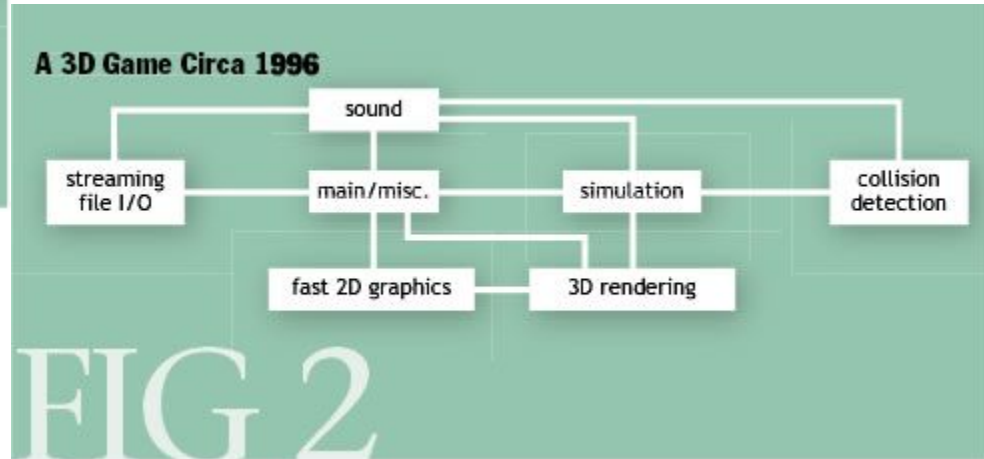 A 3D Game Circa 1996
sound
streaming
file I/O
main/misc.
simulation
collision
detection
fast 2D graphics
3D rendering
FIG 2